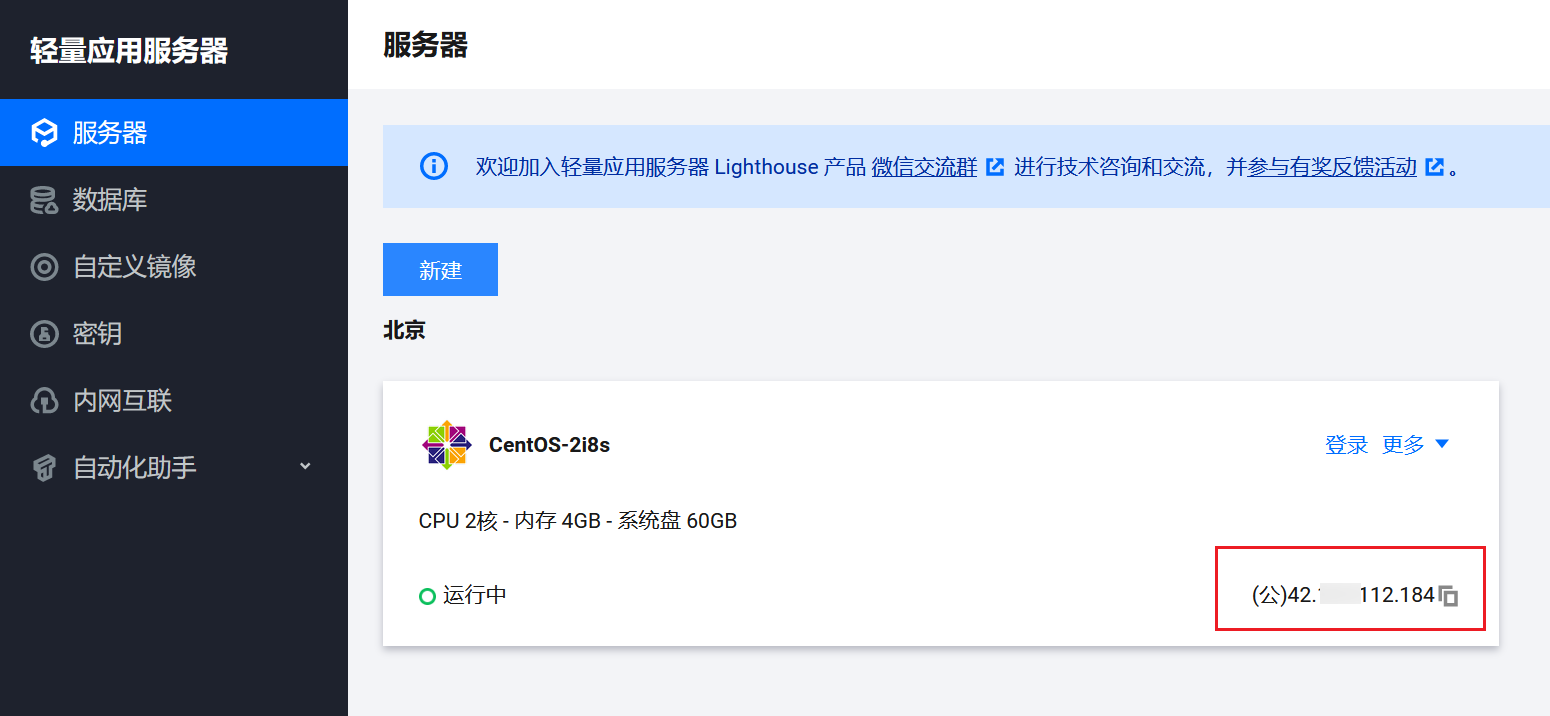 轻量应用服务器
服务器
数据库
自定义镜像
密钥
内网互联
自动化助手
服务器
欢迎加入轻量应用服务器 Lighthouse 产品 微信交流群 进行技术咨询和交流，并参与有奖反馈活动 。
新建
北京
CentOS-2i8s
登录 更多
CPU 2核 - 内存 4GB - 系统盘 60GB
运行中
(公)42. 112.184